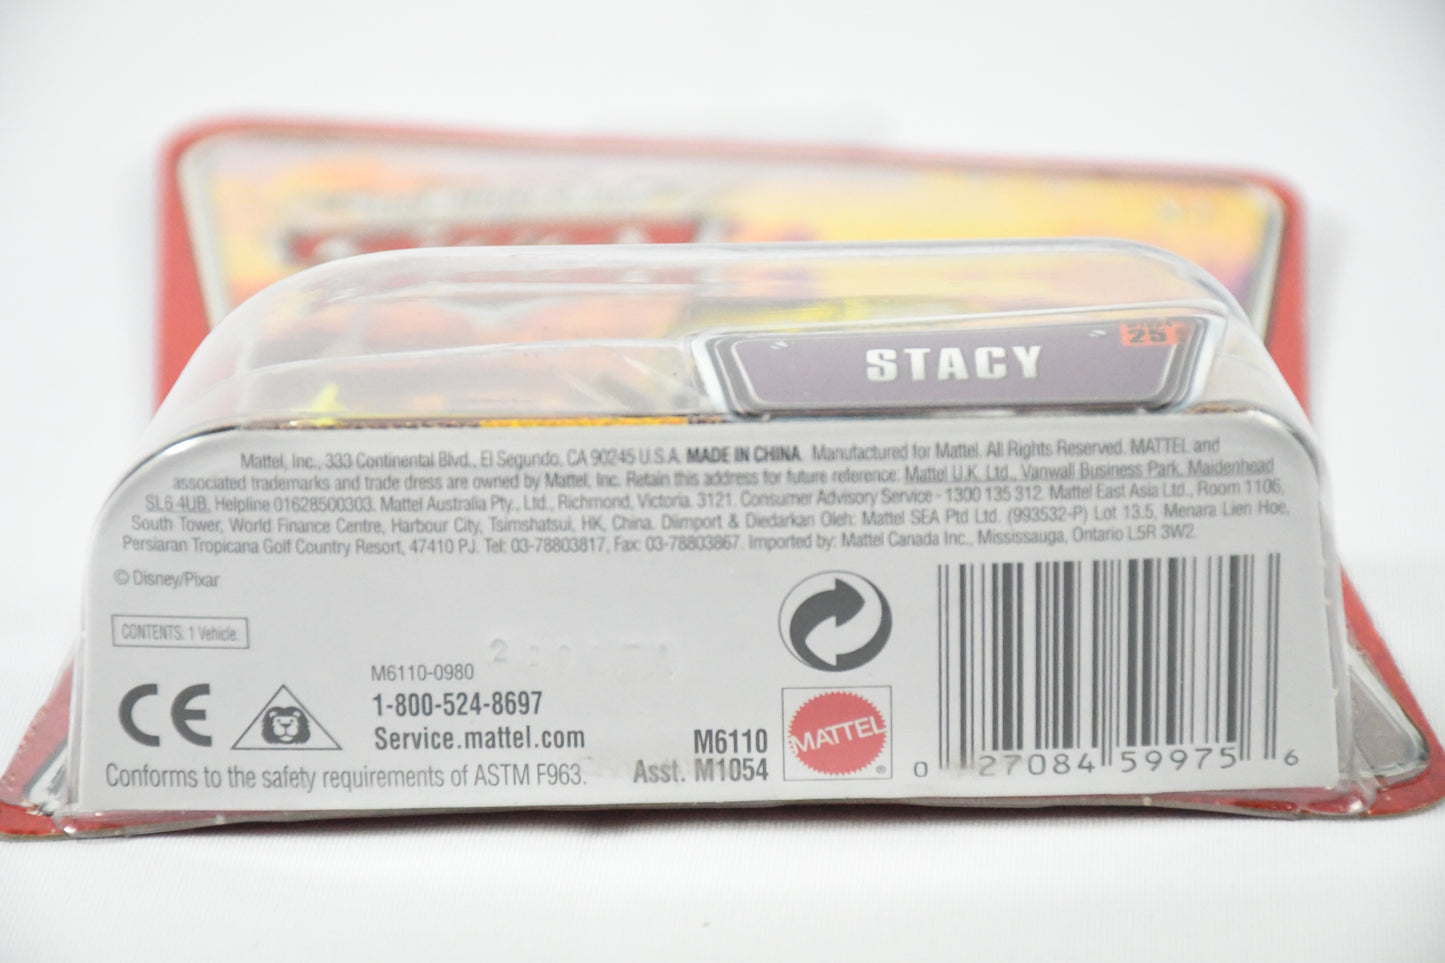 STACY
25
Mattel, Inc., 333 Continental Blvd., El Segundo, CA 90245 U.S.A. MADE IN CHINA. Manufactured for Mattel. All Rights Reserved. MATTEL and
associated trademarks and trade dress are owned by Mattel, Inc. Retain this address for future reference: Mattel U.K. Ltd., Vanwall Business Park, Maidenhead
SL6 4UB. Helpline 01628500303. Mattel Australia Pty., Ltd., Richmond, Victoria. 3121. Consumer Advisory Service - 1300 135 312. Mattel East Asia Ltd., Room 1106,
South Tower, World Finance Centre, Harbour City, Tsimshatsui, HK, China. Diimport & Diedarkan Oleh: Mattel SEA Ptd Ltd. (993532-P) Lot 13.5, Menara Lien Hoe,
Persiaran Tropicana Golf Country Resort, 47410 PJ. Tel: 03-78803817, Fax: 03-78803867. Imported by: Mattel Canada Inc., Mississauga, Ontario L5R 3W2.
© Disney/Pixar
CONTENTS: 1 Vehicle.
CE
M6110-0980
1-800-524-8697
Service.mattel.com
Conforms to the safety requirements of ASTM F963.
M6110
Asst. M1054
MATTEL ®
0 27084 59975 6